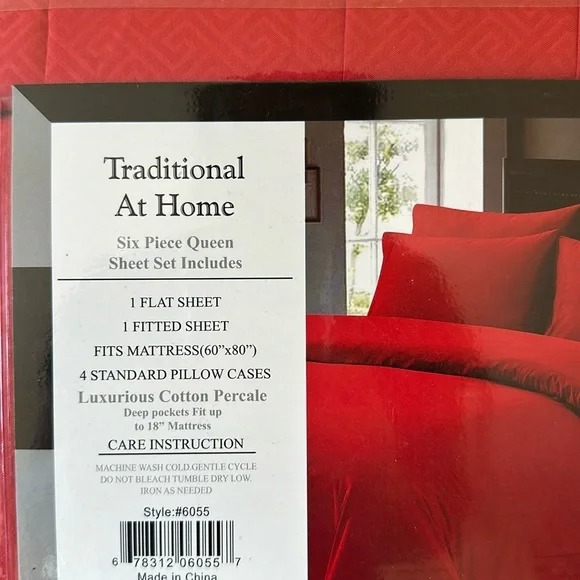 Traditional
At Home
Six Piece Queen
Sheet Set Includes
1 FLAT SHEET
1 FITTED SHEET
FITS MATTRESS(60”x80”)
4 STANDARD PILLOW CASES
Luxurious Cotton Percale
Deep pockets Fit up
to 18” Mattress
CARE INSTRUCTION
MACHINE WASH COLD.GENTLE CYCLE
DO NOT BLEACH TUMBLE DRY LOW.
IRON AS NEEDED
Style:#6055
6 78312 06055 7
Made in China